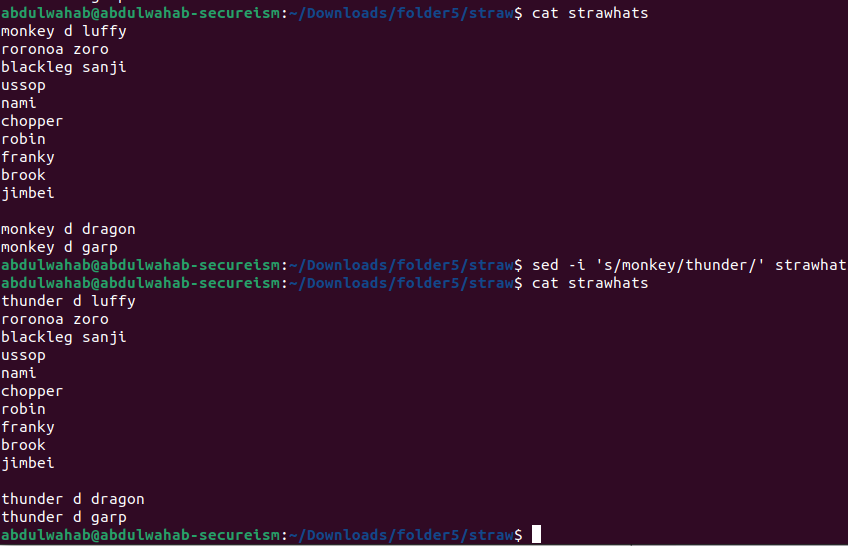 abdulwahab@abdulwahab-secureism:~/Downloads/folder5/straw$ cat strawhats
monkey d luffy
roronoa zoro
blackleg sanji
ussop
nami
chopper
robin
franky
brook
jimbei
monkey d dragon
monkey d garp
abdulwahab@abdulwahab-secureism:~/Downloads/folder5/straw$ sed -i 's/monkey/thunder/' strawhat
abdulwahab@abdulwahab-secureism:~/Downloads/folder5/straw$ cat strawhats
thunder d luffy
roronoa zoro
blackleg sanji
ussop
nami
chopper
robin
franky
brook
jimbei
thunder d dragon
thunder d garp
abdulwahab@abdulwahab-secureism:~/Downloads/folder5/straw$